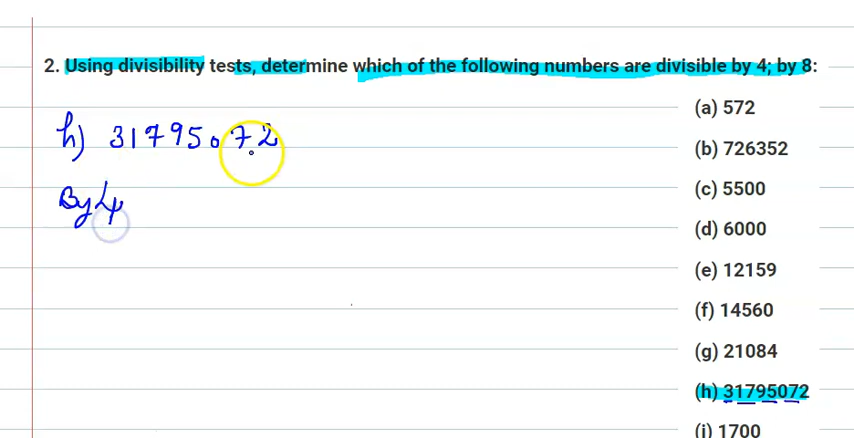 2. Using divisibility tests, determine which of the following numbers are divisible by 4; by 8:
h) 31795072
By 4
(a) 572
(b) 726352
(c) 5500
(d) 6000
(e) 12159
(f) 14560
(g) 21084
(h) 31795072
(i) 1700